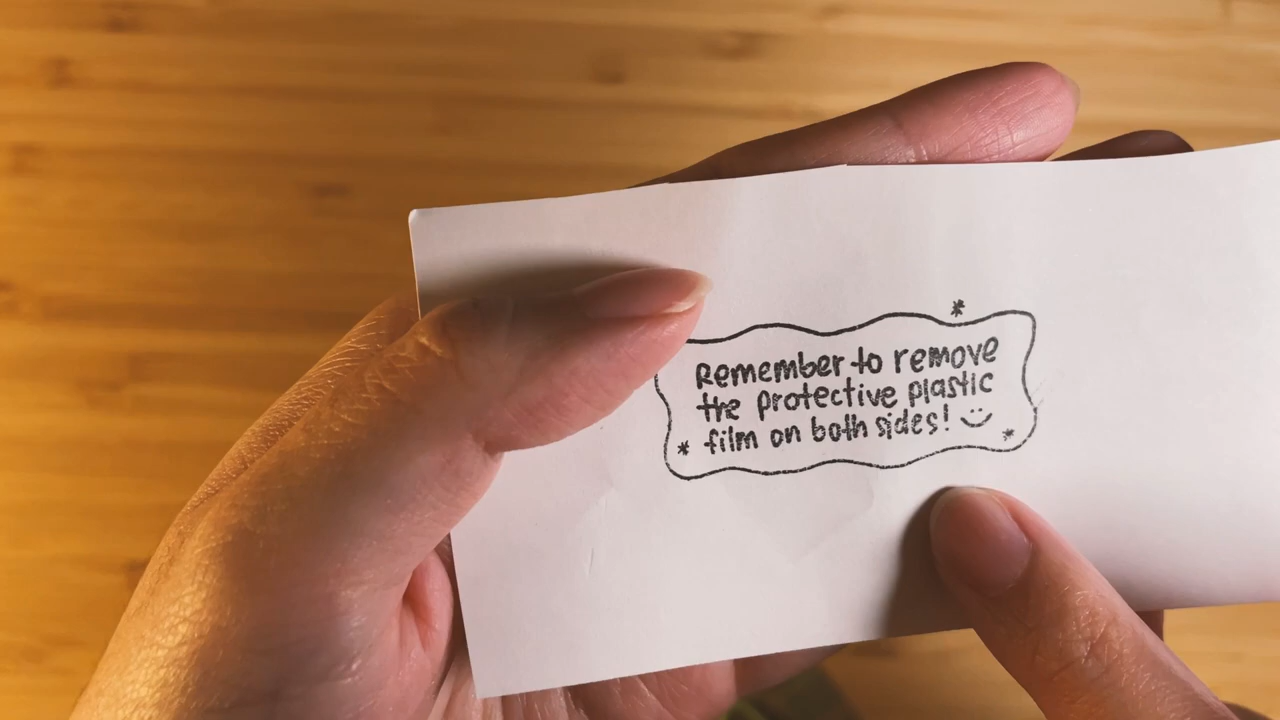 Remember to remove
the protective plastic
film on both sides!